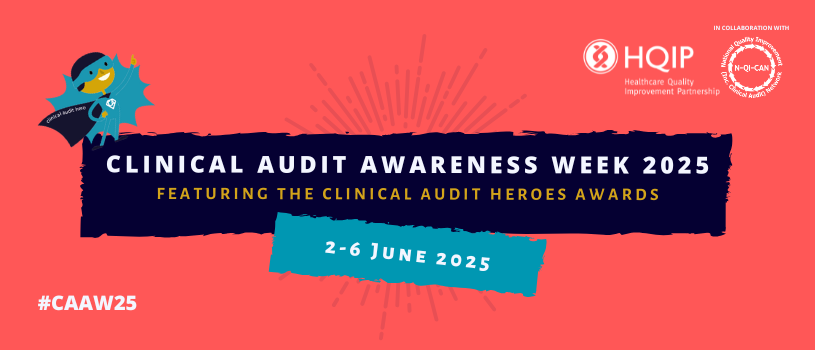 IN COLLABORATION WITH
HQIP
Healthcare Quality
Improvement Partnership
National Quality Improvement
N-QI-CAN
(Inc. Clinical Audit) Network
clinical audit hero
CLINICAL AUDIT AWARENESS WEEK 2025
FEATURING THE CLINICAL AUDIT HEROES AWARDS
2-6 June 2025
#CAAW25